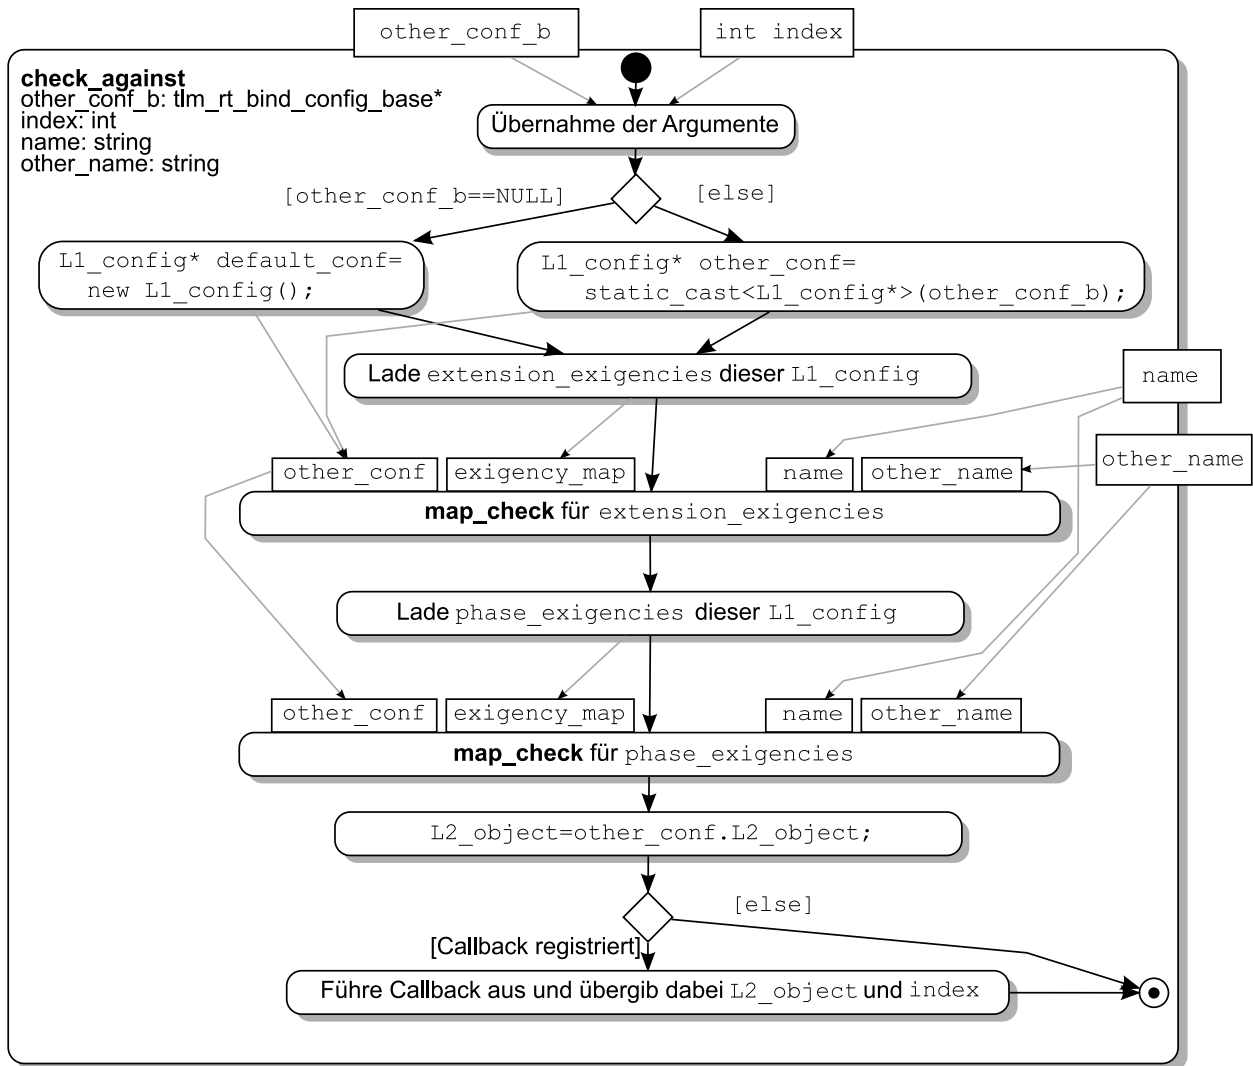 other_conf_b
int index
check_against
other_conf_b: tlm_rt_bind_config_base*
index: int
name: string
other_name: string
Übernahme der Argumente
[other_conf_b==NULL]
[else]
L1_config* default_conf=
new L1_config();
L1_config* other_conf=
static_cast<L1_config*>(other_conf_b);
Lade extension_exigencies dieser L1_config
name
other_name
other_conf
exigency_map
name
other_name
map_check für extension_exigencies
Lade phase_exigencies dieser L1_config
other_conf
exigency_map
name
other_name
map_check für phase_exigencies
L2_object=other_conf.L2_object;
[else]
[Callback registriert]
Führe Callback aus und übergib dabei L2_object und index